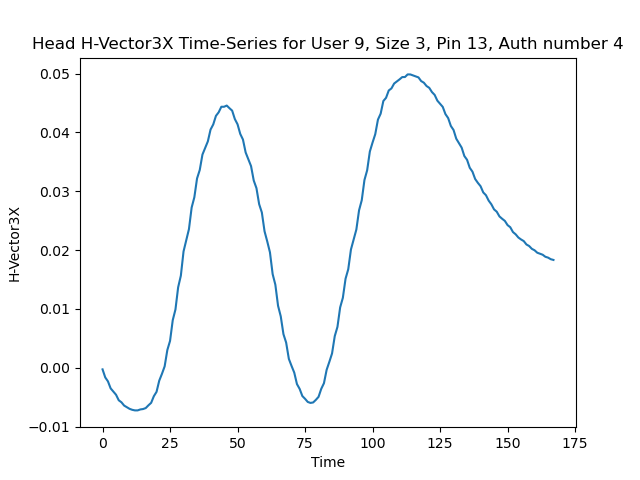 Head H-Vector3X Time-Series for User 9, Size 3, Pin 13, Auth number 4
0.05
0.04
0.03
0.02
0.01
0.00
−0.01
H-Vector3X
0 25 50 75 100 125 150 175
Time